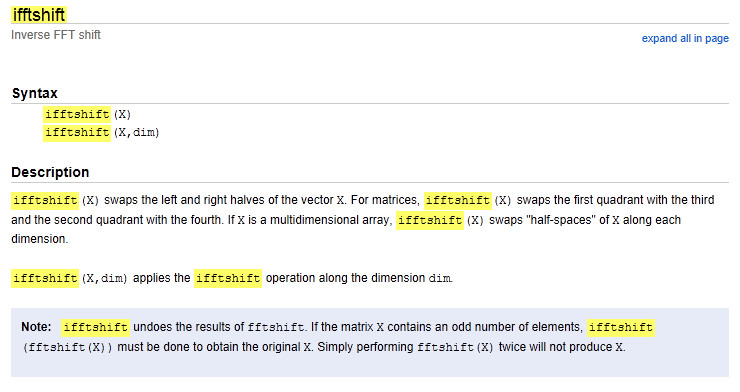 ifftshift
Inverse FFT shift
expand all in page
Syntax
ifftshift(X)
ifftshift(X,dim)
Description
ifftshift(X) swaps the left and right halves of the vector X. For matrices, ifftshift(X) swaps the first quadrant with the third
and the second quadrant with the fourth. If X is a multidimensional array, ifftshift(X) swaps "half-spaces" of X along each
dimension.
ifftshift(X,dim) applies the ifftshift operation along the dimension dim.
Note: ifftshift undoes the results of fftshift. If the matrix X contains an odd number of elements, ifftshift
(fftshift(X)) must be done to obtain the original X. Simply performing fftshift(X) twice will not produce X.